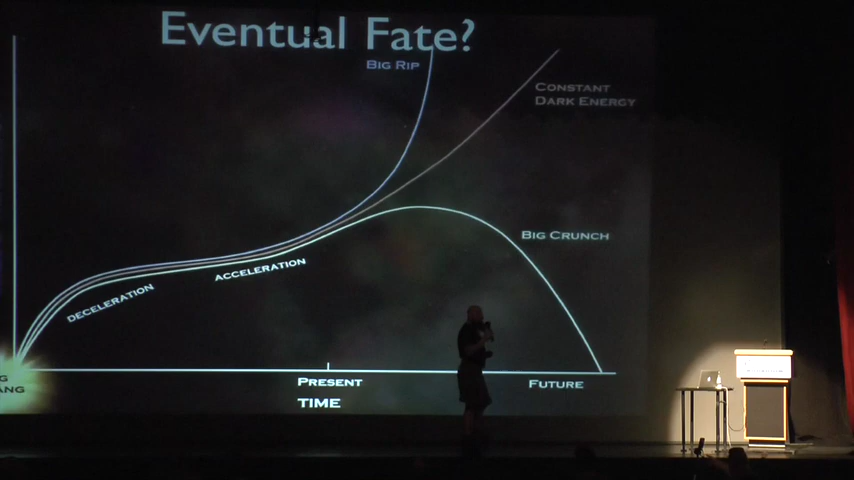 Eventual Fate?
BIG RIP
CONSTANT
DARK ENERGY
BIG CRUNCH
ACCELERATION
DECELERATION
PRESENT
FUTURE
TIME